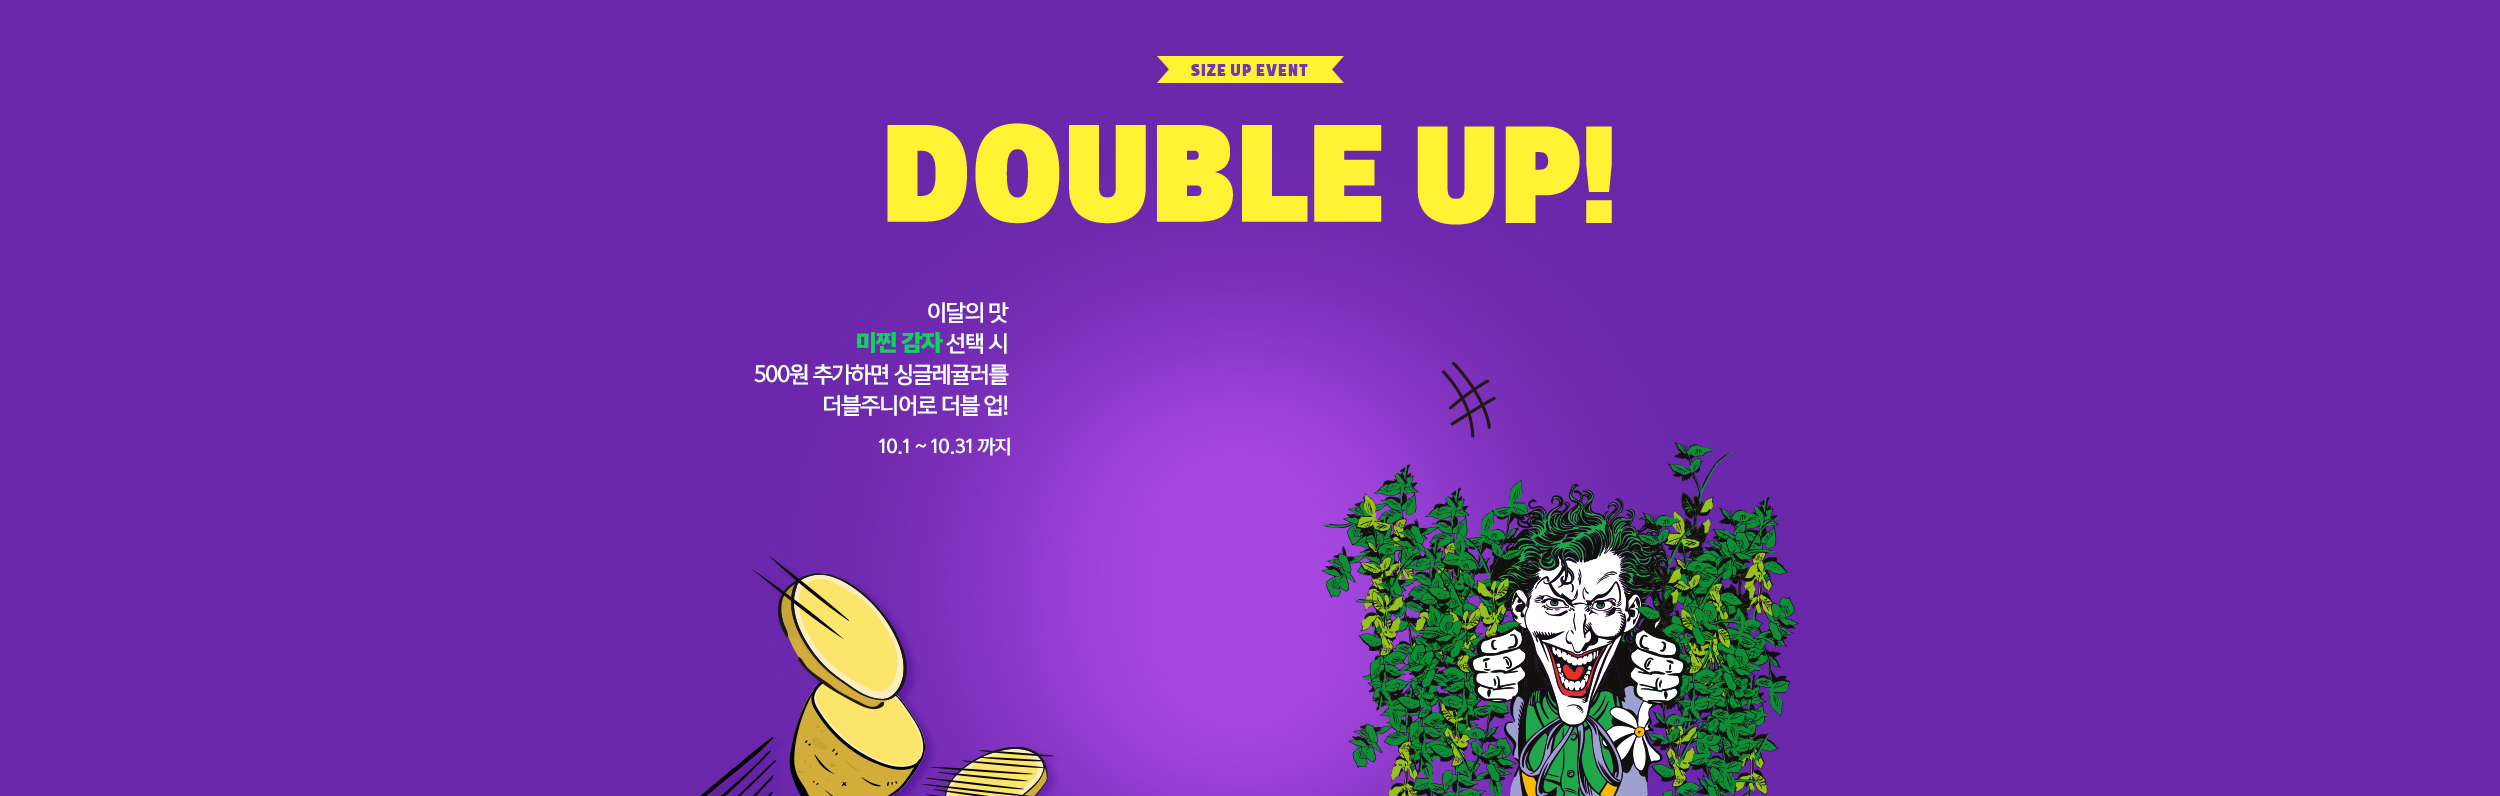 SIZE UP EVENT
DOUBLE UP!
이달의 맛
미찐 감자 선택 시
500원 추가하면 싱글레귤러를
더블주니어로 더블 업!
10.1 ~ 10.31 까지